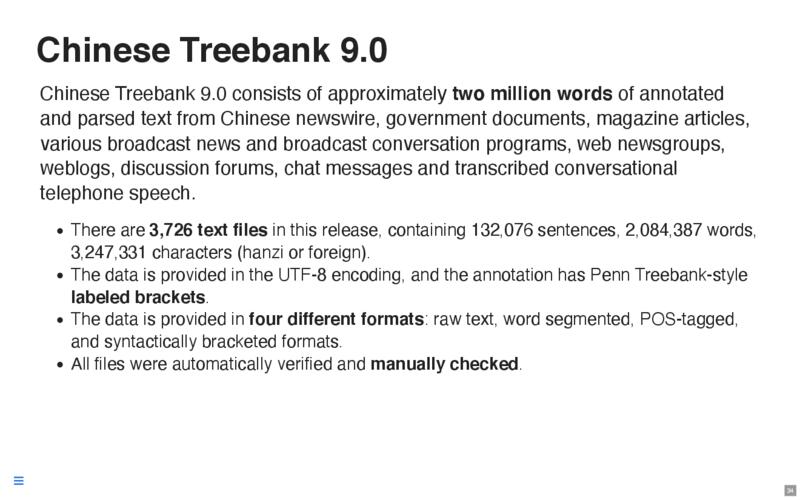 Chinese Treebank 9.0
Chinese Treebank 9.0 consists of approximately two million words of annotated
and parsed text from Chinese newswire, government documents, magazine articles,
various broadcast news and broadcast conversation programs, web newsgroups,
weblogs, discussion forums, chat messages and transcribed conversational
telephone speech.
• There are 3,726 text files in this release, containing 132,076 sentences, 2,084,387 words,
3,247,331 characters (hanzi or foreign).
• The data is provided in the UTF-8 encoding, and the annotation has Penn Treebank-style
labeled brackets.
• The data is provided in four different formats: raw text, word segmented, POS-tagged,
and syntactically bracketed formats.
• All files were automatically verified and manually checked.
34